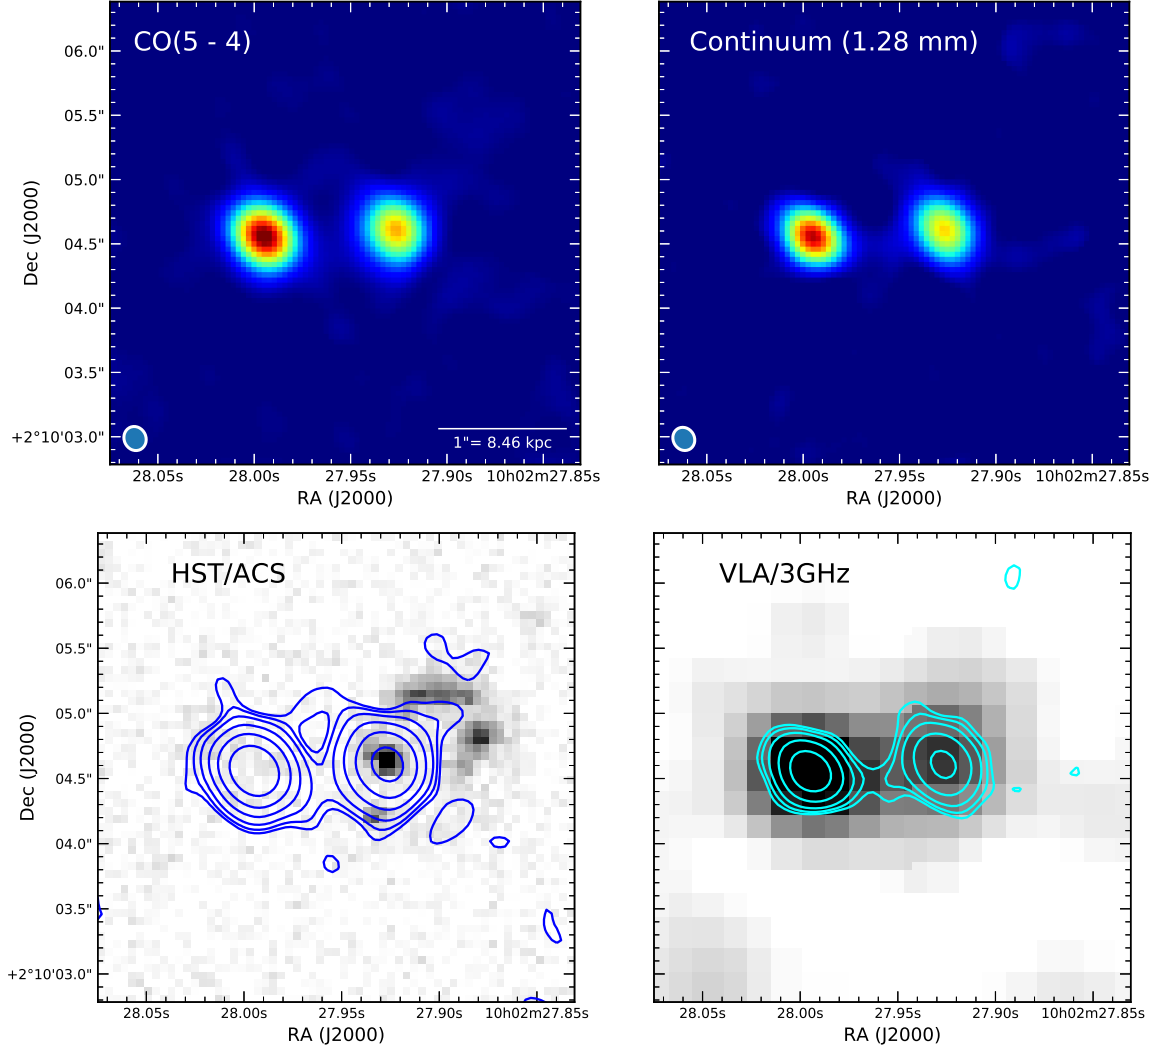 CO(5 - 4)
06.0"
05.5"
05.0"
04.5"
04.0"
03.5"
+2°10'03.0"
Dec (J2000)
1"= 8.46 kpc
28.05s 28.00s 27.95s 27.90s 10h02m27.85s
RA (J2000)
Continuum (1.28 mm)
28.05s 28.00s 27.95s 27.90s 10h02m27.85s
RA (J2000)
HST/ACS
06.0"
05.5"
05.0"
04.5"
04.0"
03.5"
+2°10'03.0"
Dec (J2000)
28.05s 28.00s 27.95s 27.90s 10h02m27.85s
RA (J2000)
VLA/3GHz
28.05s 28.00s 27.95s 27.90s 10h02m27.85s
RA (J2000)